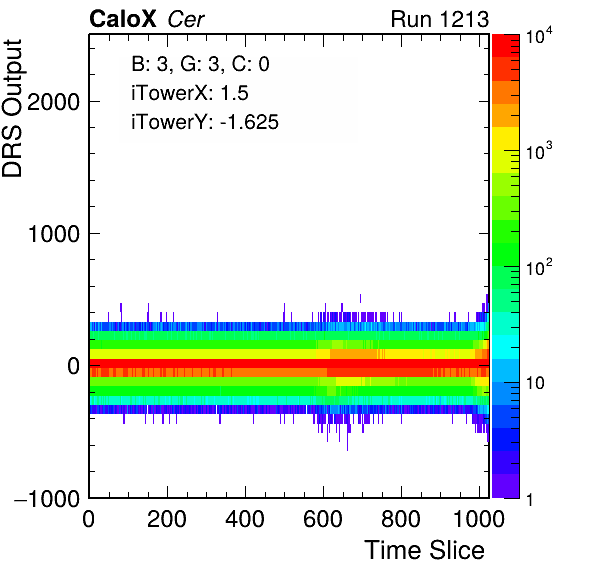 CaloX Cer Run 1213
B: 3, G: 3, C: 0
iTowerX: 1.5
iTowerY: -1.625
DRS Output
2000
1000
0
−1000
0 200 400 600 800 1000
Time Slice
10^4
10^3
10^2
10
1